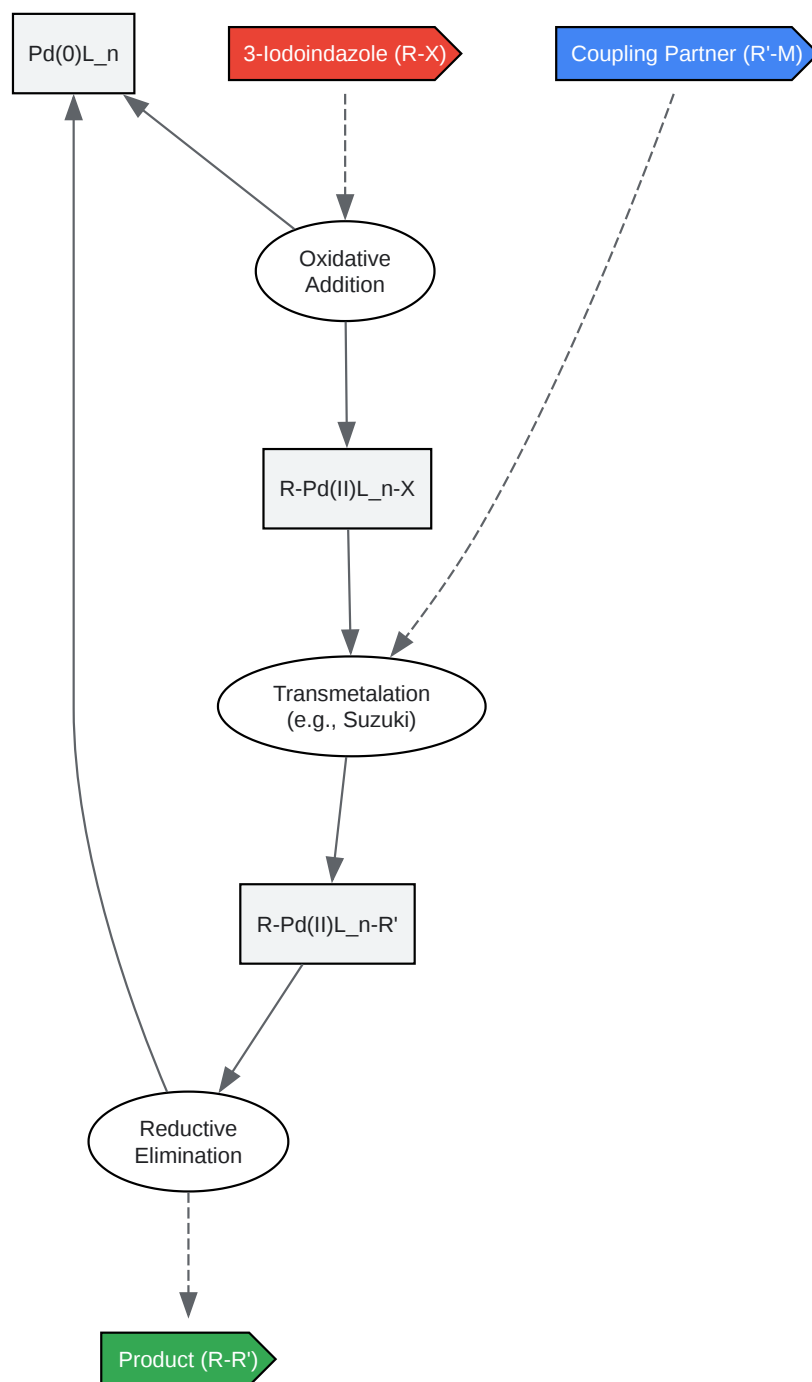 Pd(0)L_n
3-Iodoindazole (R-X)
Coupling Partner (R'-M)
Oxidative
Addition
R-Pd(II)L_n-X
Transmetalation
(e.g., Suzuki)
R-Pd(II)L_n-R'
Reductive
Elimination
Product (R-R')